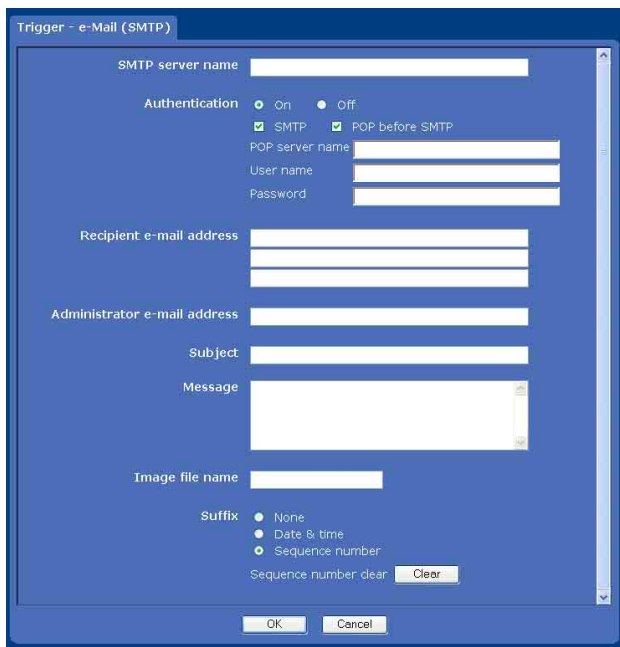 Trigger - e-Mail (SMTP)
SMTP server name
Authentication On Off
SMTP POP before SMTP
POP server name
User name
Password
Recipient e-mail address
Administrator e-mail address
Subject
Message
Image file name
Suffix None
Date & time
Sequence number
Sequence number clear Clear
OK Cancel